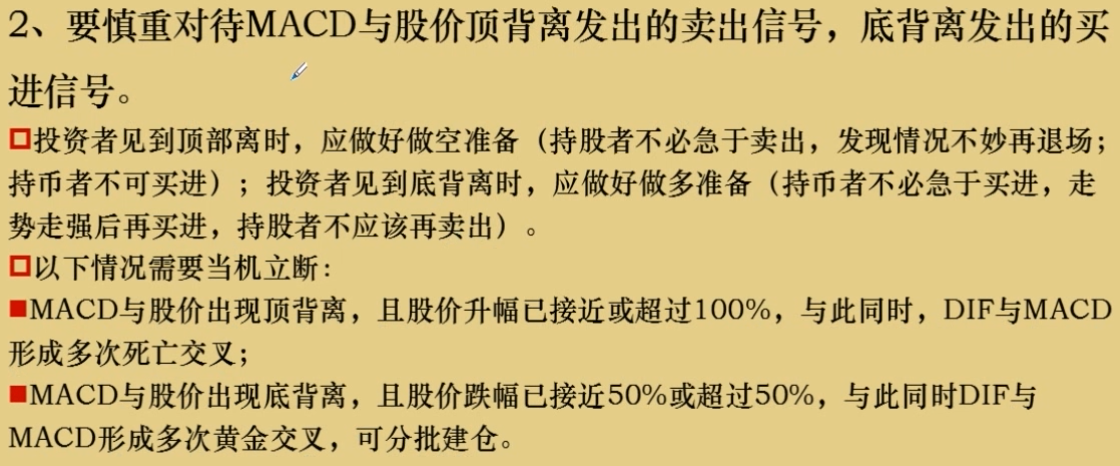 2、要慎重对待MACD与股价顶背离发出的卖出信号，底背离发出的买
进信号。
投资者见到顶部离时，应做好做空准备（持股者不必急于卖出，发现情况不妙再退场；
持币者不可买进）；投资者见到底背离时，应做好做多准备（持币者不必急于买进，走
势走强后再买进，持股者不应该再卖出）。
以下情况需要当机立断：
MACD与股价出现顶背离，且股价升幅已接近或超过100%，与此同时，DIF与MACD
形成多次死亡交叉；
MACD与股价出现底背离，且股价跌幅已接近50%或超过50%，与此同时DIF与
MACD形成多次黄金交叉，可分批建仓。